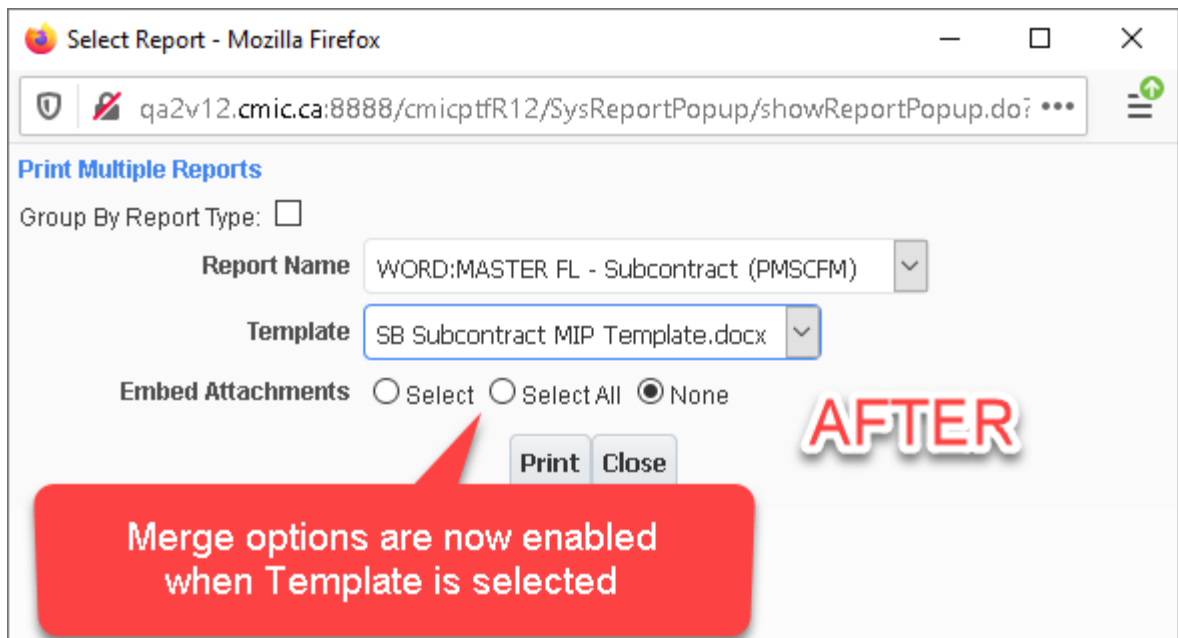 Select Report - Mozilla Firefox
qa2v12.cmic.ca:8888/cmicptfR12/SysReportPopup/showReportPopup.do?
Print Multiple Reports
Group By Report Type:
Report Name WORD:MASTER FL - Subcontract (PMSCFM)
Template SB Subcontract MIP Template.docx
Embed Attachments Select Select All None
AFTER
Print Close
Merge options are now enabled
when Template is selected